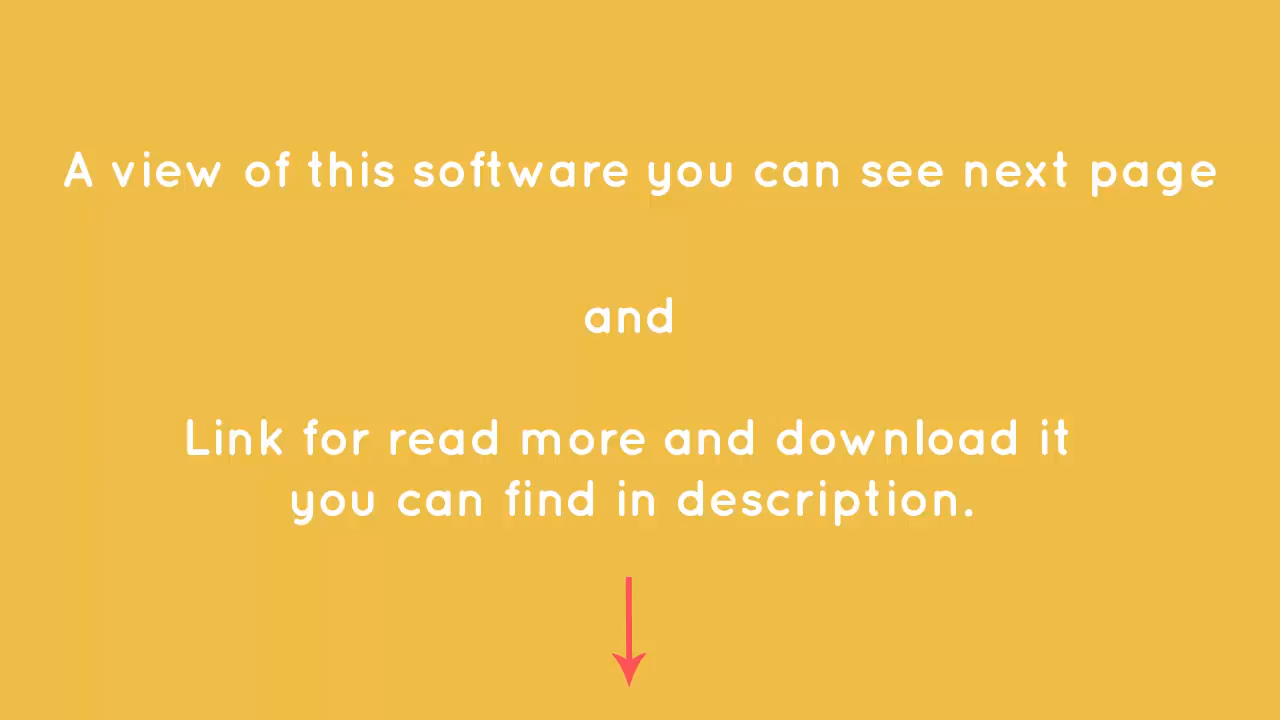 A view of this software you can see next page
and
Link for read more and download it
you can find in description.